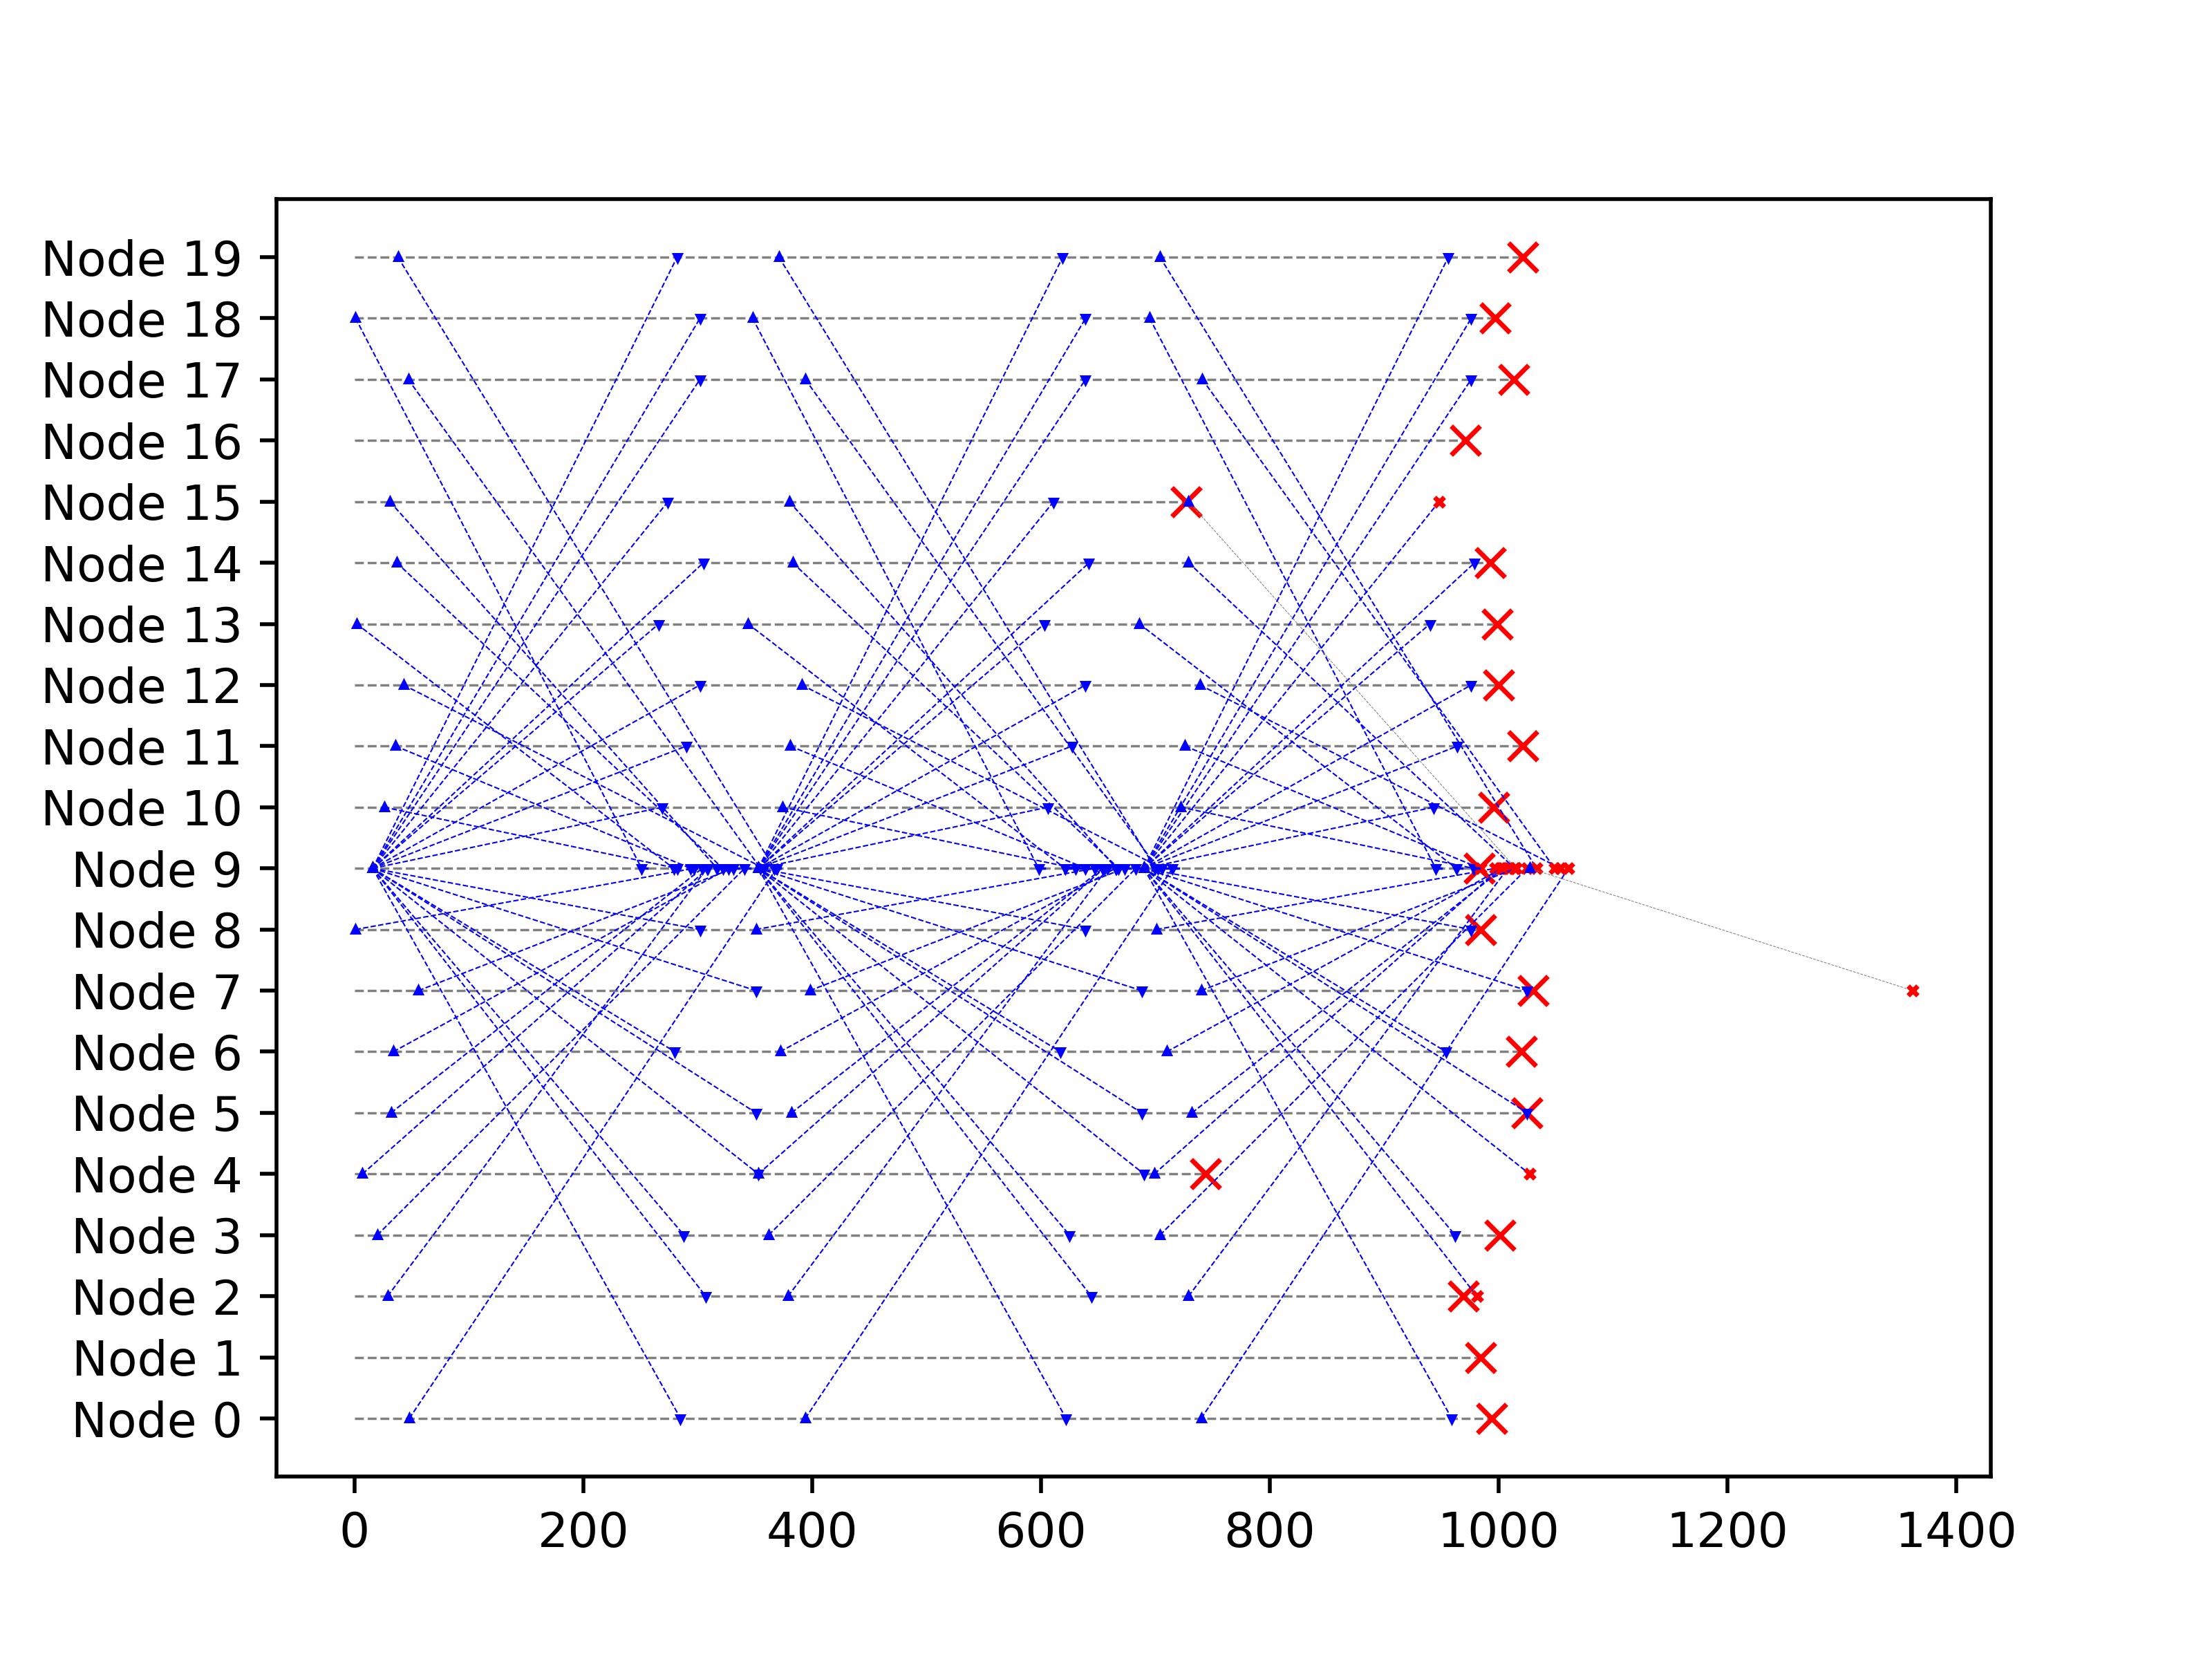 Node 19
Node 18
Node 17
Node 16
Node 15
Node 14
Node 13
Node 12
Node 11
Node 10
Node 9
Node 8
Node 7
Node 6
Node 5
Node 4
Node 3
Node 2
Node 1
Node 0
0 200 400 600 800 1000 1200 1400